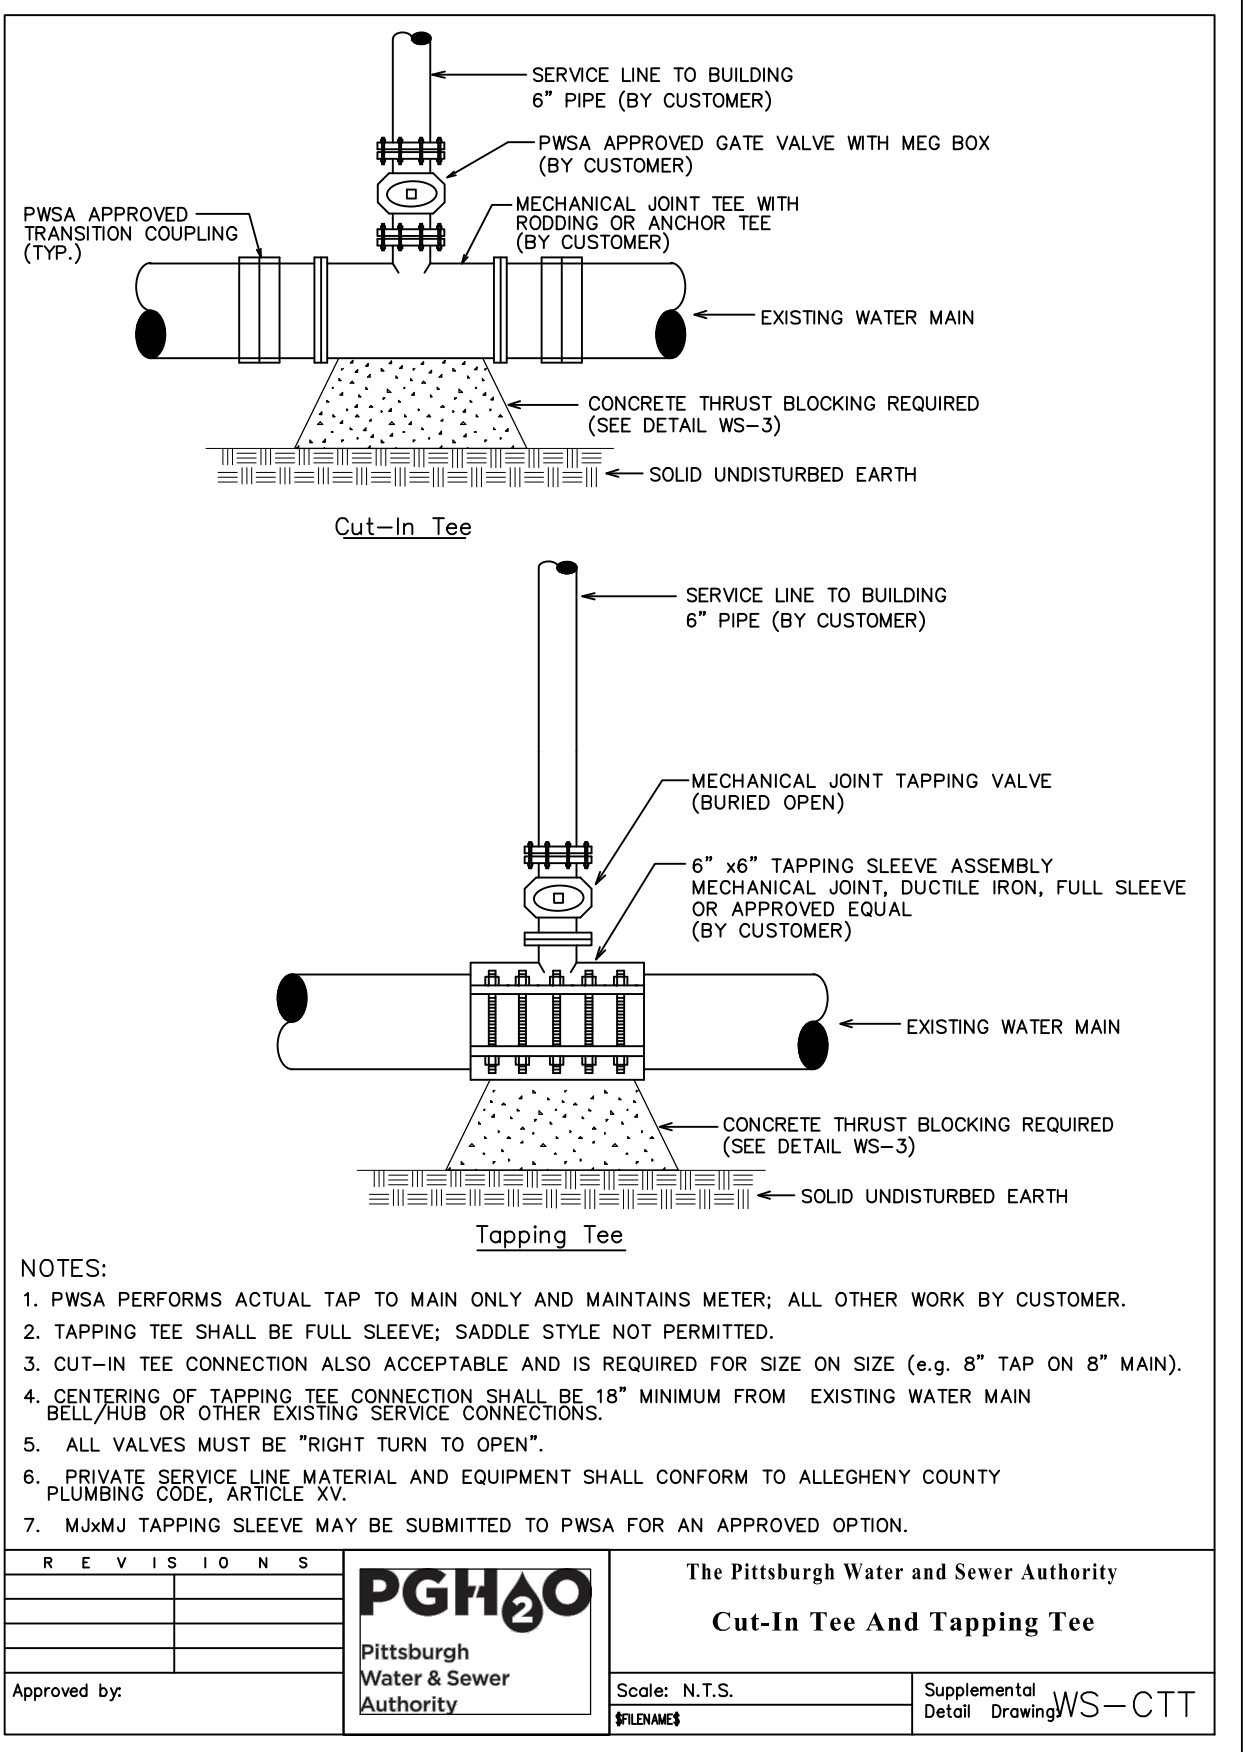 SERVICE LINE TO BUILDING
6" PIPE (BY CUSTOMER)
PWSA APPROVED GATE VALVE WITH MEG BOX
(BY CUSTOMER)
MECHANICAL JOINT TEE WITH
RODDING OR ANCHOR TEE
(BY CUSTOMER)
PWSA APPROVED
TRANSITION COUPLING
(TYP.)
EXISTING WATER MAIN
CONCRETE THRUST BLOCKING REQUIRED
(SEE DETAIL WS-3)
SOLID UNDISTURBED EARTH
Cut-In Tee
SERVICE LINE TO BUILDING
6" PIPE (BY CUSTOMER)
MECHANICAL JOINT TAPPING VALVE
(BURIED OPEN)
6" x6" TAPPING SLEEVE ASSEMBLY
MECHANICAL JOINT, DUCTILE IRON, FULL SLEEVE
OR APPROVED EQUAL
(BY CUSTOMER)
EXISTING WATER MAIN
CONCRETE THRUST BLOCKING REQUIRED
(SEE DETAIL WS-3)
SOLID UNDISTURBED EARTH
Tapping Tee
NOTES:
1. PWSA PERFORMS ACTUAL TAP TO MAIN ONLY AND MAINTAINS METER; ALL OTHER WORK BY CUSTOMER.
2. TAPPING TEE SHALL BE FULL SLEEVE; SADDLE STYLE NOT PERMITTED.
3. CUT-IN TEE CONNECTION ALSO ACCEPTABLE AND IS REQUIRED FOR SIZE ON SIZE (e.g. 8" TAP ON 8" MAIN).
4. CENTERING OF TAPPING TEE CONNECTION SHALL BE 18" MINIMUM FROM EXISTING WATER MAIN
BELL/HUB OR OTHER EXISTING SERVICE CONNECTIONS.
5. ALL VALVES MUST BE "RIGHT TURN TO OPEN".
6. PRIVATE SERVICE LINE MATERIAL AND EQUIPMENT SHALL CONFORM TO ALLEGHENY COUNTY
PLUMBING CODE, ARTICLE XV.
7. MJxMJ TAPPING SLEEVE MAY BE SUBMITTED TO PWSA FOR AN APPROVED OPTION.
REVISIONS
Approved by:
PGH2O
Pittsburgh
Water & Sewer
Authority
The Pittsburgh Water and Sewer Authority
Cut-In Tee And Tapping Tee
Scale: N.T.S.
$FILENAME$
Supplemental
Detail Drawing: WS-CTT